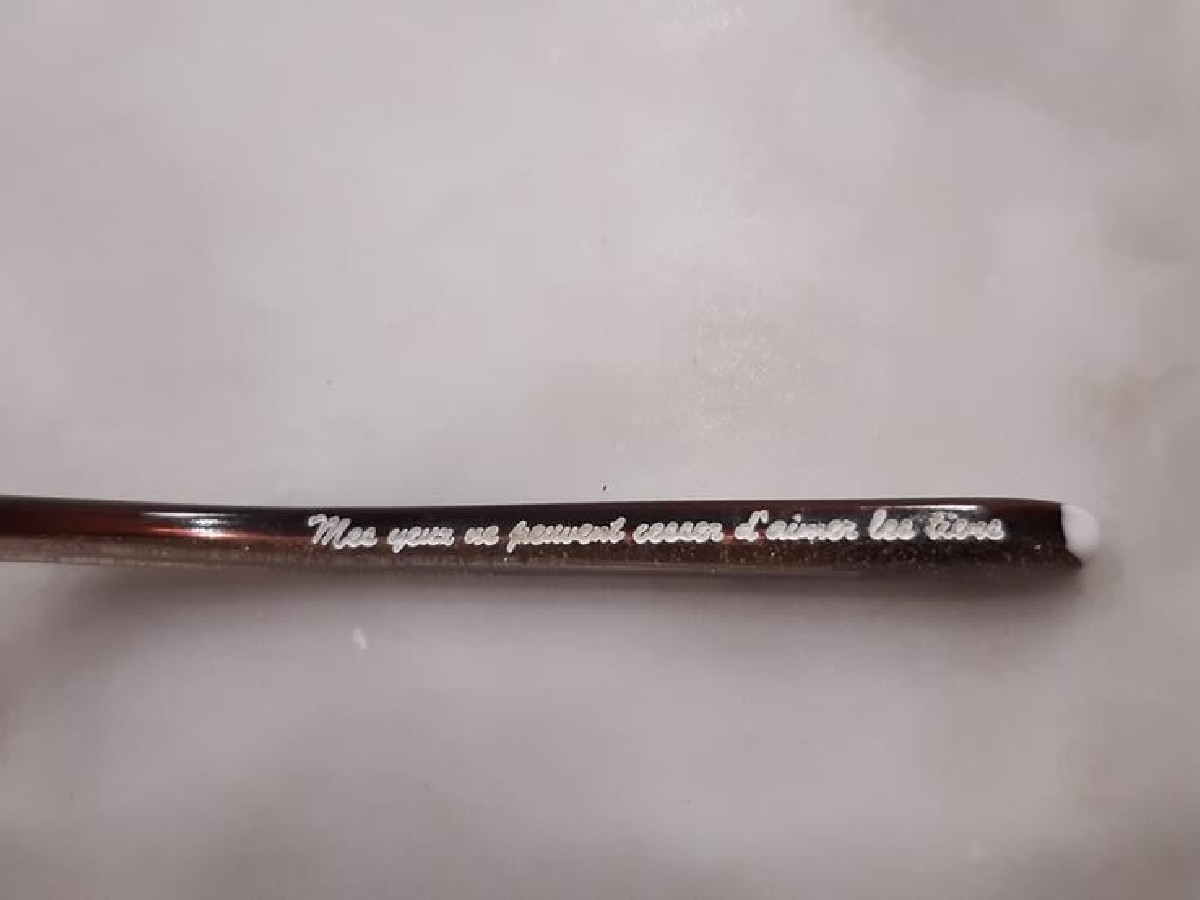 Mes yeux ne peuvent cesser d'aimer les tiens